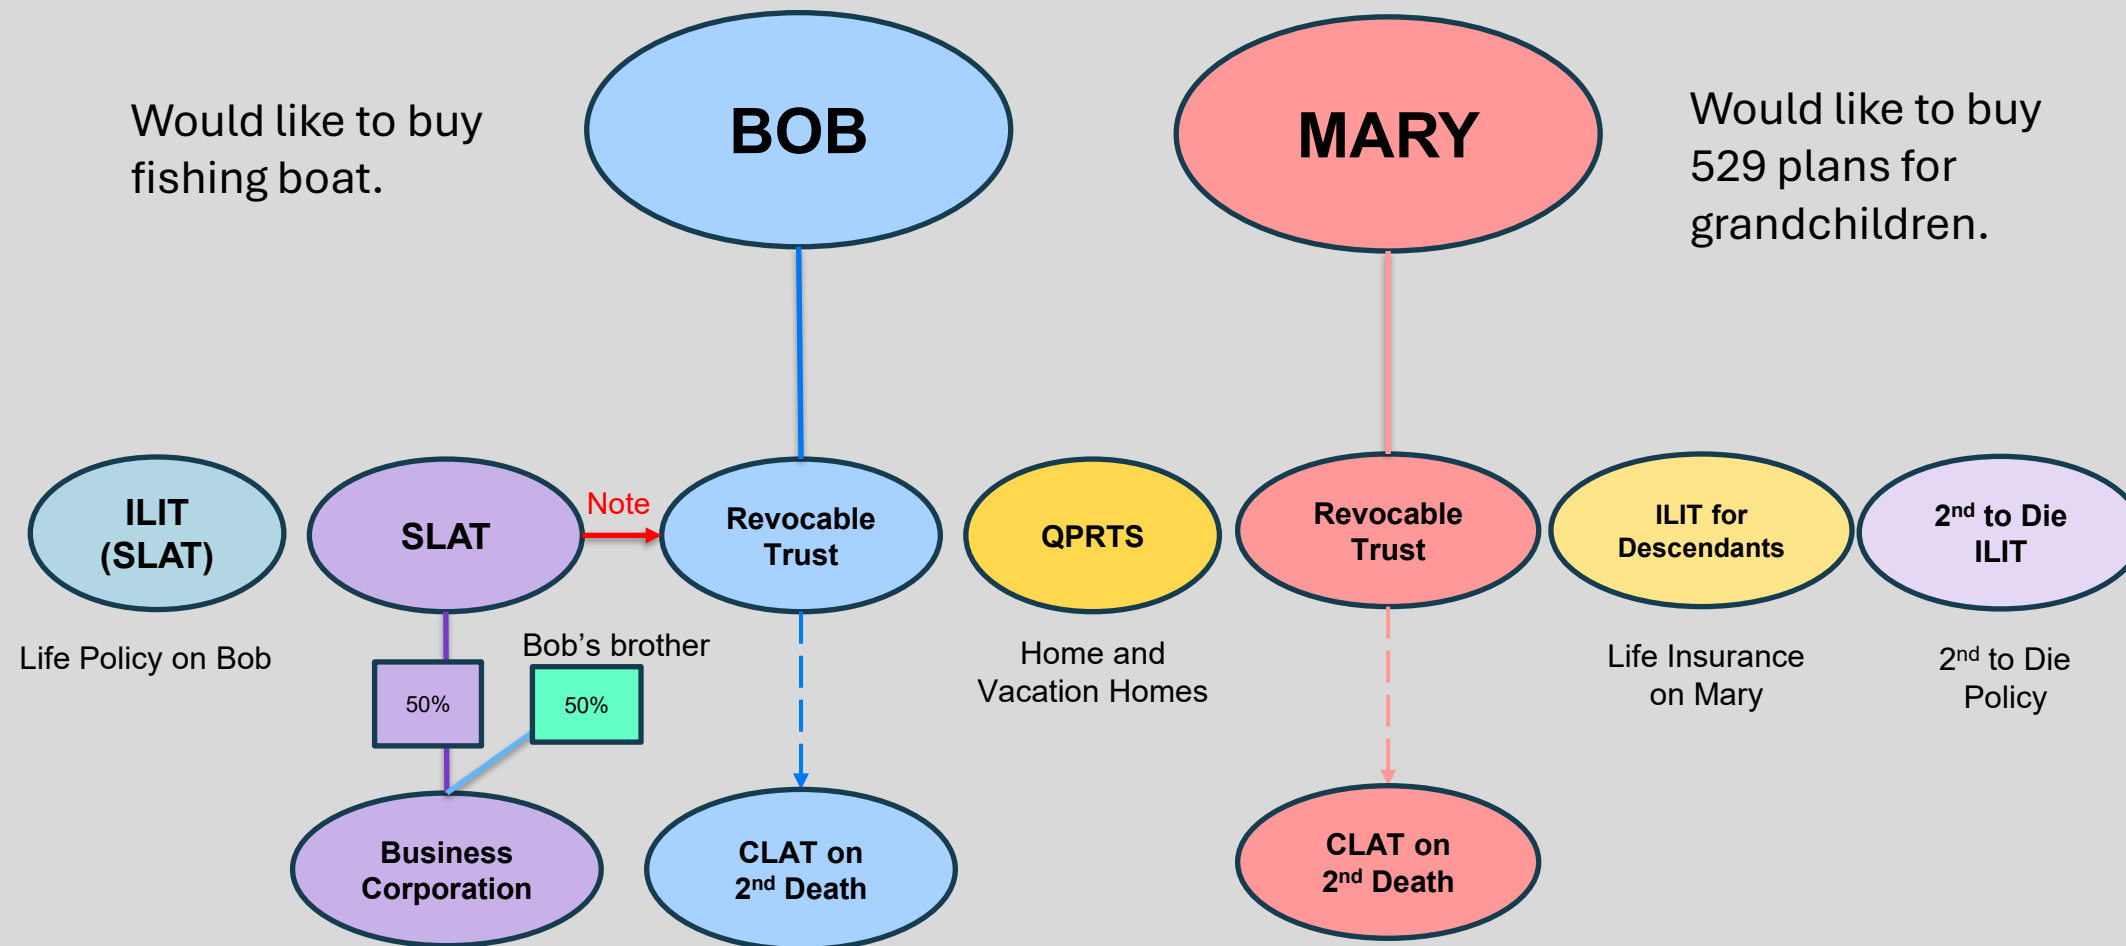 Would like to buy
fishing boat.
BOB
MARY
Would like to buy
529 plans for
grandchildren.
ILIT
(SLAT)
SLAT
Note
Revocable
Trust
QPRTS
Revocable
Trust
ILIT for
Descendants
2nd to Die
ILIT
Life Policy on Bob
Bob’s brother
50%
50%
Home and
Vacation Homes
Life Insurance
on Mary
2nd to Die
Policy
Business
Corporation
CLAT on
2nd Death
CLAT on
2nd Death